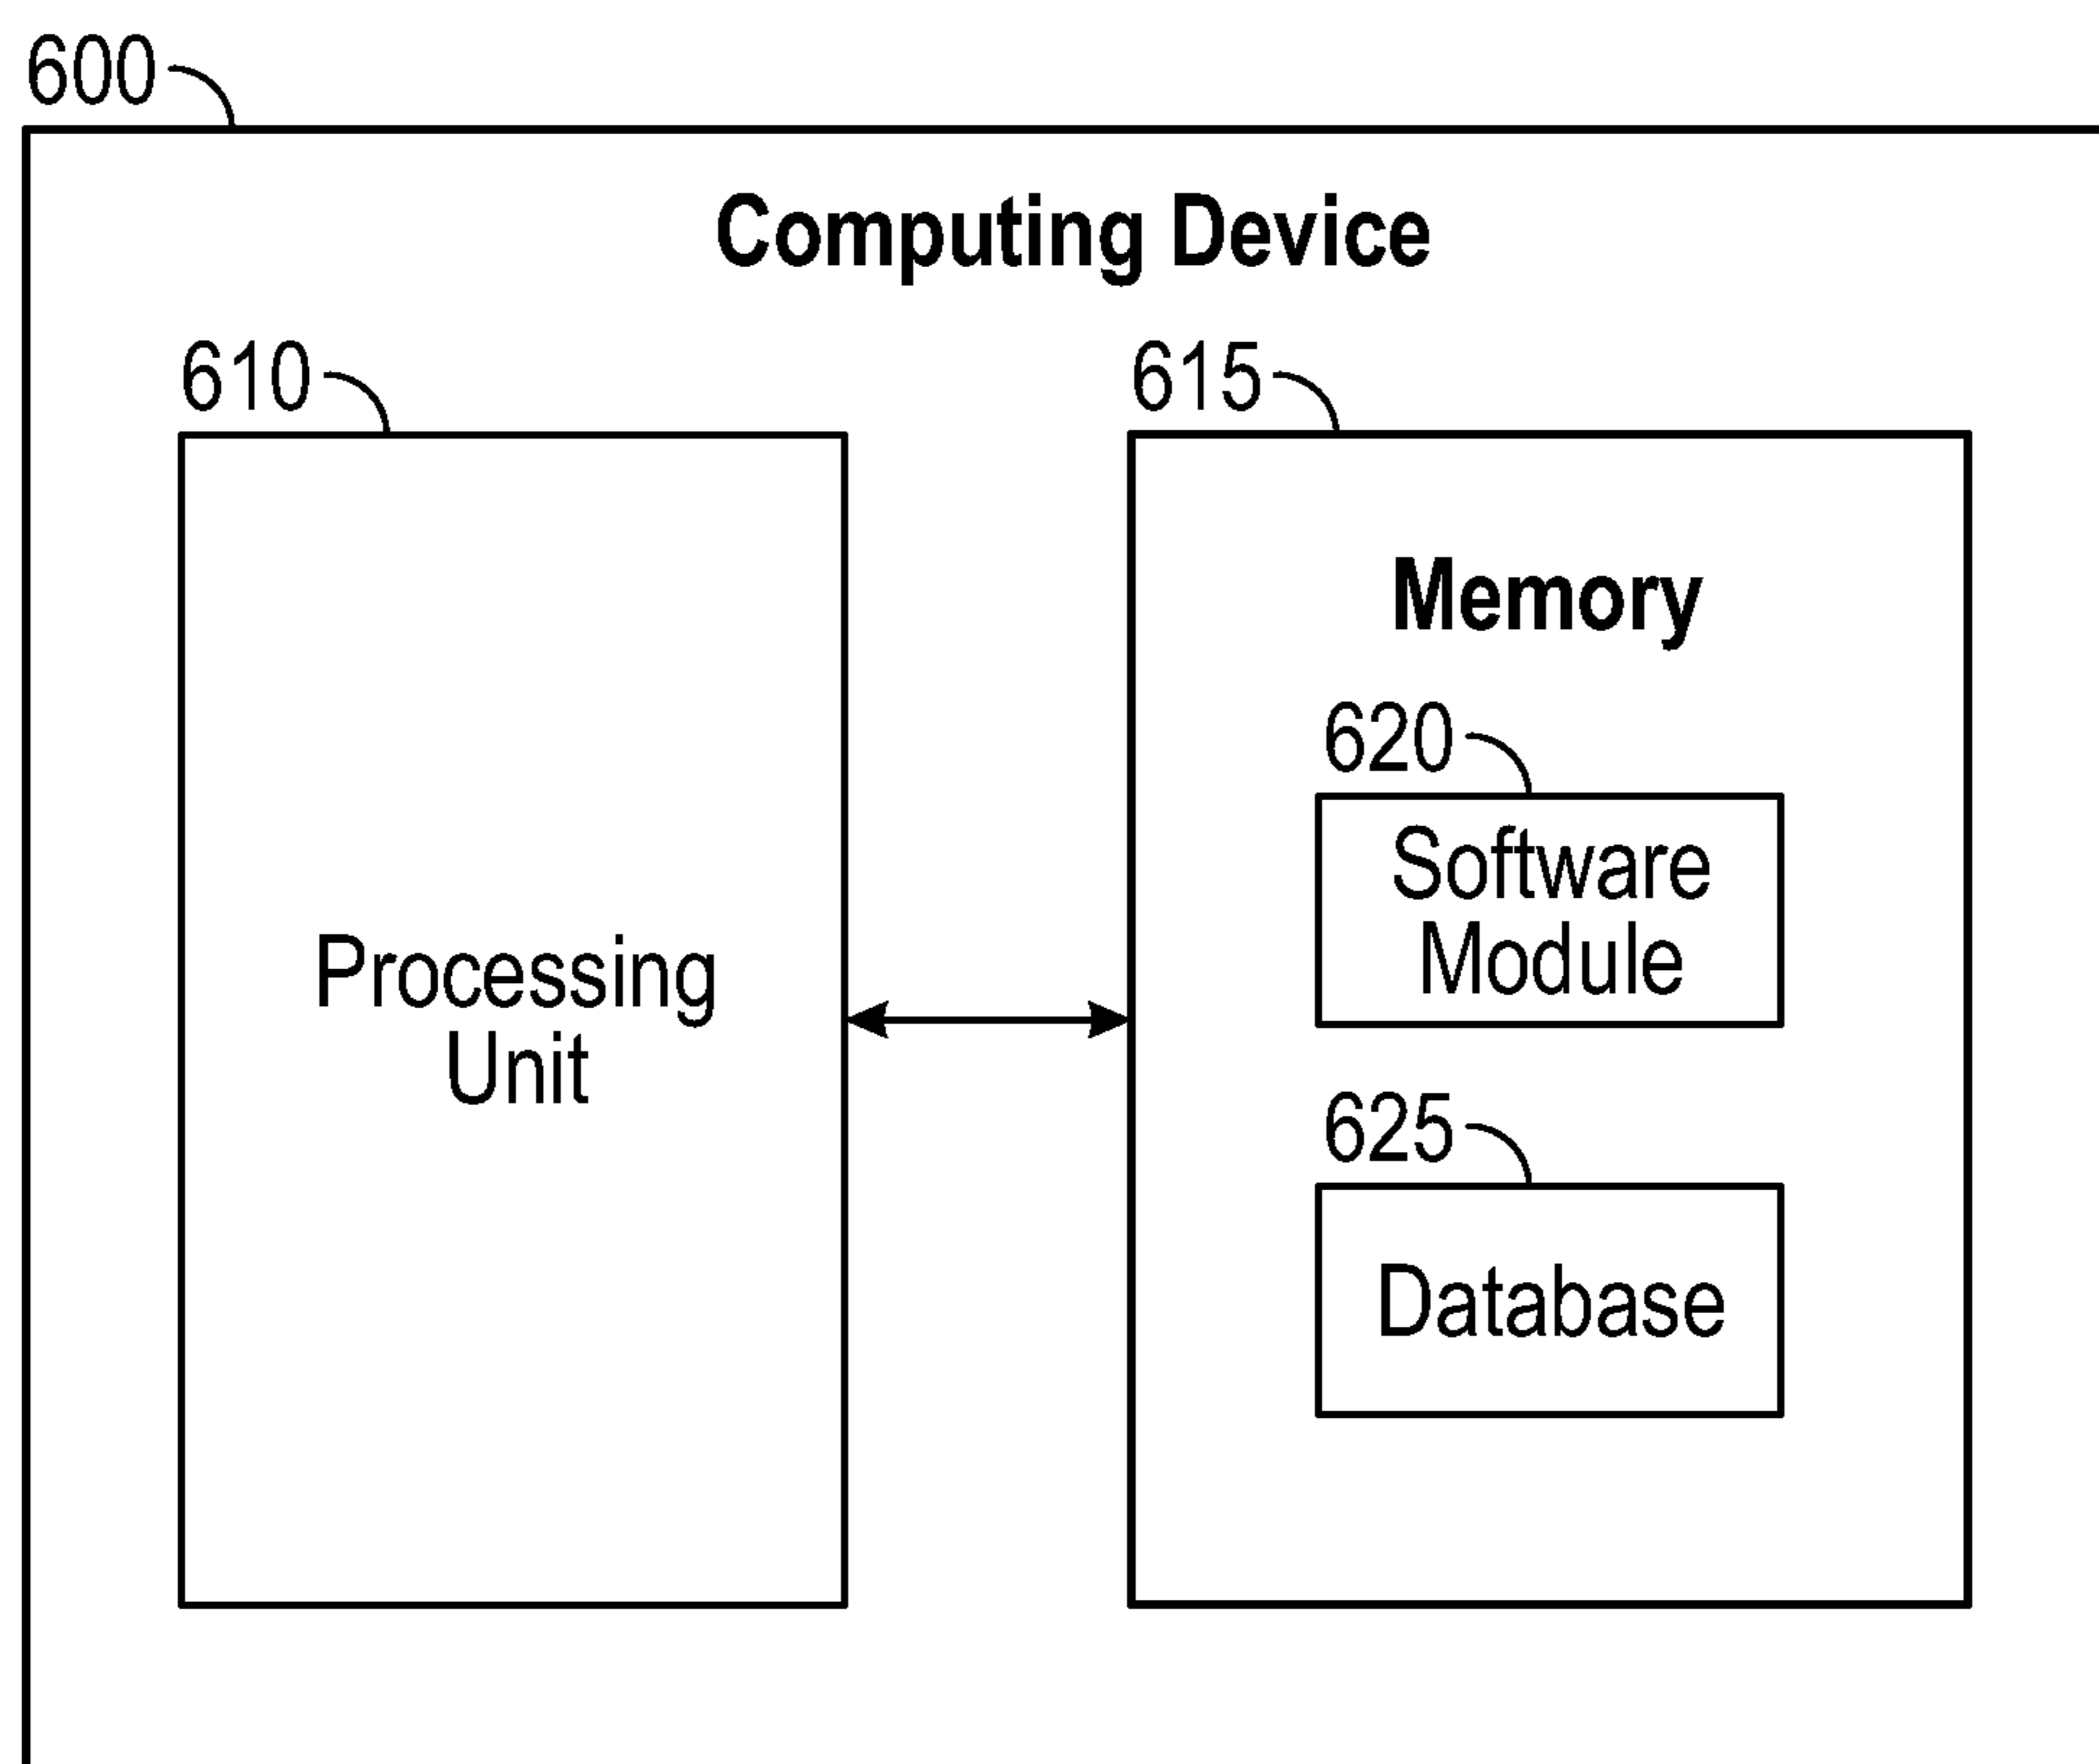 600
Computing Device
610
615
Memory
620
Software
Module
Processing
Unit
625
Database